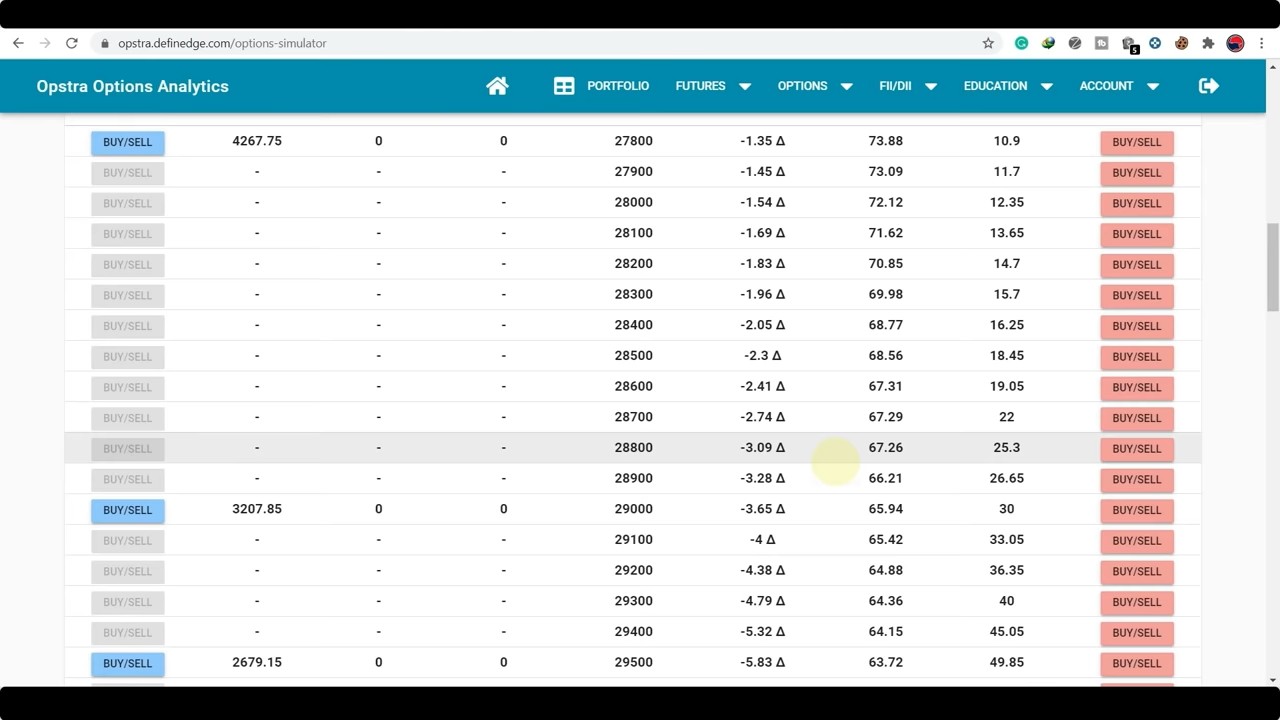 opstra.definedge.com/options-simulator
5
Opstra Options Analytics PORTFOLIO FUTURES OPTIONS FII/DII EDUCATION ACCOUNT
BUY/SELL 4267.75 0 0 27800 -1.35 Δ 73.88 10.9 BUY/SELL
BUY/SELL - - - 27900 -1.45 Δ 73.09 11.7 BUY/SELL
BUY/SELL - - - 28000 -1.54 Δ 72.12 12.35 BUY/SELL
BUY/SELL - - - 28100 -1.69 Δ 71.62 13.65 BUY/SELL
BUY/SELL - - - 28200 -1.83 Δ 70.85 14.7 BUY/SELL
BUY/SELL - - - 28300 -1.96 Δ 69.98 15.7 BUY/SELL
BUY/SELL - - - 28400 -2.05 Δ 68.77 16.25 BUY/SELL
BUY/SELL - - - 28500 -2.3 Δ 68.56 18.45 BUY/SELL
BUY/SELL - - - 28600 -2.41 Δ 67.31 19.05 BUY/SELL
BUY/SELL - - - 28700 -2.74 Δ 67.29 22 BUY/SELL
BUY/SELL - - - 28800 -3.09 Δ 67.26 25.3 BUY/SELL
BUY/SELL - - - 28900 -3.28 Δ 66.21 26.65 BUY/SELL
BUY/SELL 3207.85 0 0 29000 -3.65 Δ 65.94 30 BUY/SELL
BUY/SELL - - - 29100 -4 Δ 65.42 33.05 BUY/SELL
BUY/SELL - - - 29200 -4.38 Δ 64.88 36.35 BUY/SELL
BUY/SELL - - - 29300 -4.79 Δ 64.36 40 BUY/SELL
BUY/SELL - - - 29400 -5.32 Δ 64.15 45.05 BUY/SELL
BUY/SELL 2679.15 0 0 29500 -5.83 Δ 63.72 49.85 BUY/SELL